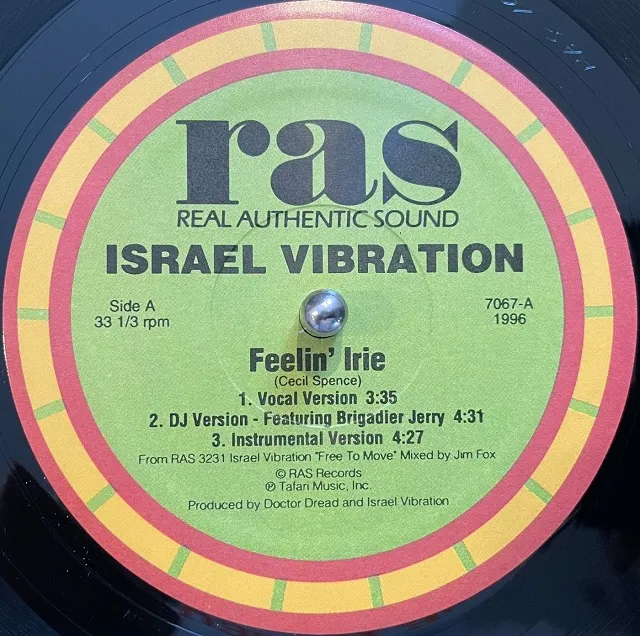 ras
REAL AUTHENTIC SOUND
ISRAEL VIBRATION
Side A
33 1/3 rpm
7067-A
1996
Feelin' Irie
(Cecil Spence)
1. Vocal Version 3:35
2. DJ Version - Featuring Brigadier Jerry 4:31
3. Instrumental Version 4:27
From RAS 3231 Israel Vibration "Free To Move" Mixed by Jim Fox
© RAS Records
℗ Tafari Music, Inc.
Produced by Doctor Dread and Israel Vibration